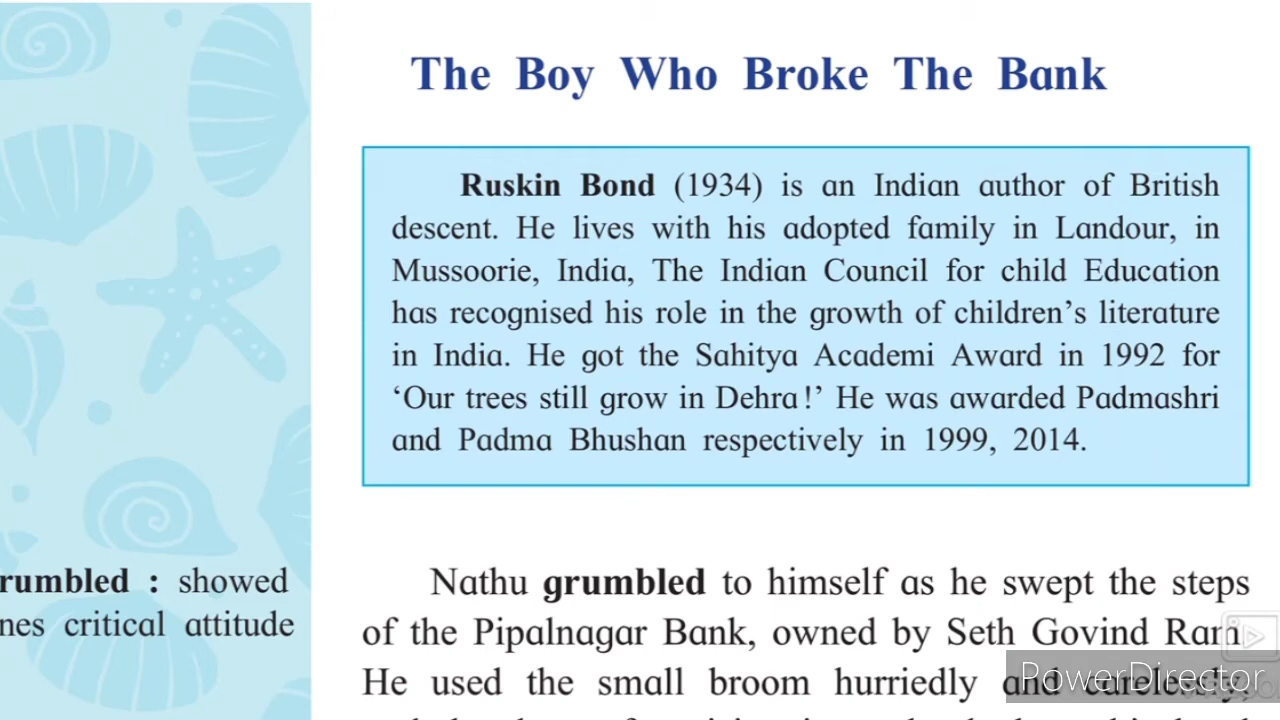 The Boy Who Broke The Bank
Ruskin Bond (1934) is an Indian author of British
descent. He lives with his adopted family in Landour, in
Mussoorie, India, The Indian Council for child Education
has recognised his role in the growth of children's literature
in India. He got the Sahitya Academi Award in 1992 for
‘Our trees still grow in Dehra!’ He was awarded Padmashri
and Padma Bhushan respectively in 1999, 2014.
rumbled : showed
nes critical attitude
Nathu grumbled to himself as he swept the steps
of the Pipalnagar Bank, owned by Seth Govind Ram
He used the small broom hurriedly and carelessly,
PowerDirector